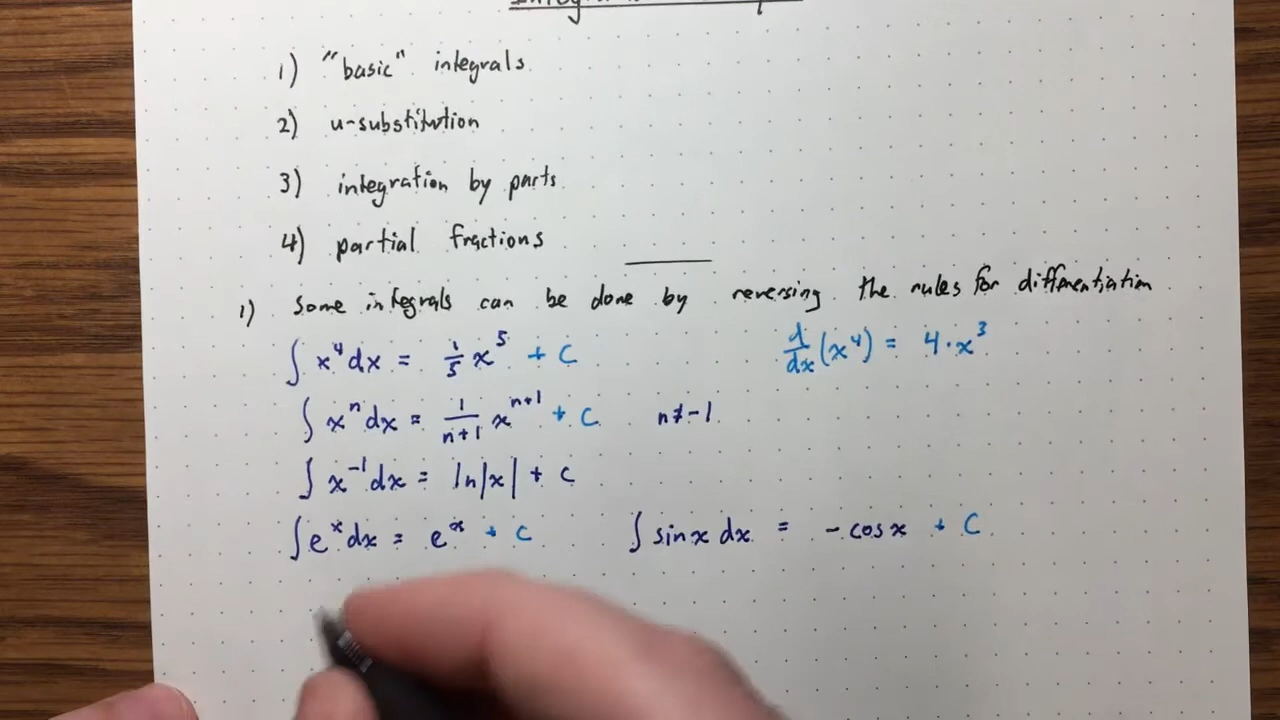 1) "basic" integrals
2) u-substitution
3) integration by parts
4) partial fractions
1) Some integrals can be done by reversing the rules for differentiation
∫ x⁴ dx = 1/5 x⁵ + C d/dx (x⁴) = 4·x³
∫ xⁿ dx = 1/(n+1) xⁿ⁺¹ + C n≠-1
∫ x⁻¹ dx = ln|x| + C
∫ eˣ dx = eˣ + C ∫ sinx dx = -cosx + C